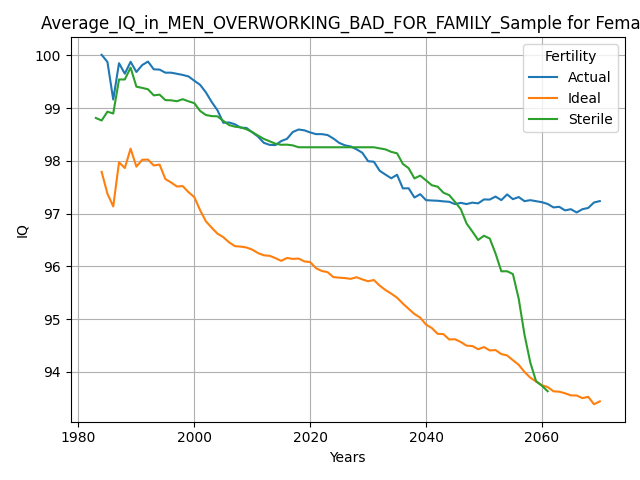 Average_IQ_in_MEN_OVERWORKING_BAD_FOR_FAMILY_Sample for Fema
Fertility
Actual
Ideal
Sterile
IQ
100
99
98
97
96
95
94
1980
2000
2020
2040
2060
Years